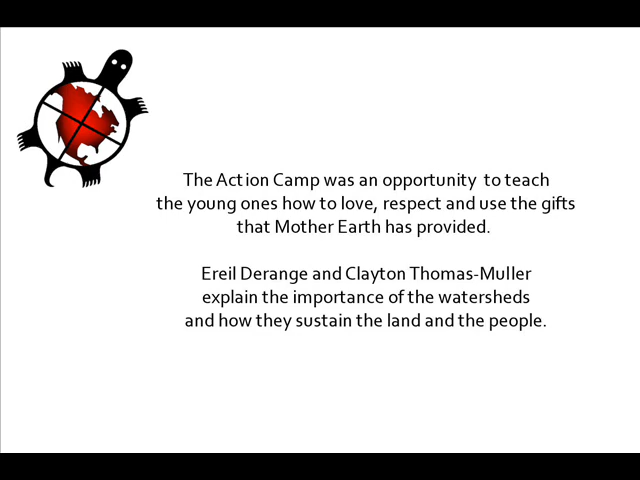 The Action Camp was an opportunity to teach
the young ones how to love, respect and use the gifts
that Mother Earth has provided.
Ereil Derange and Clayton Thomas-Muller
explain the importance of the watersheds
and how they sustain the land and the people.